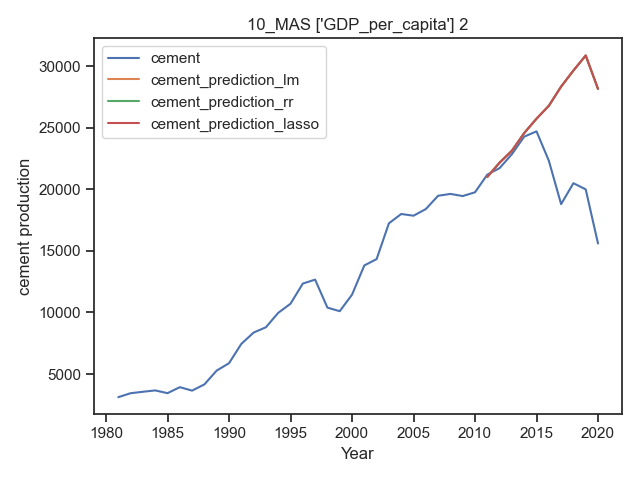 10_MAS ['GDP_per_capita'] 2
cement
cement_prediction_lm
cement_prediction_rr
cement_prediction_lasso
cement production
30000
25000
20000
15000
10000
5000
1980 1985 1990 1995 2000 2005 2010 2015 2020
Year